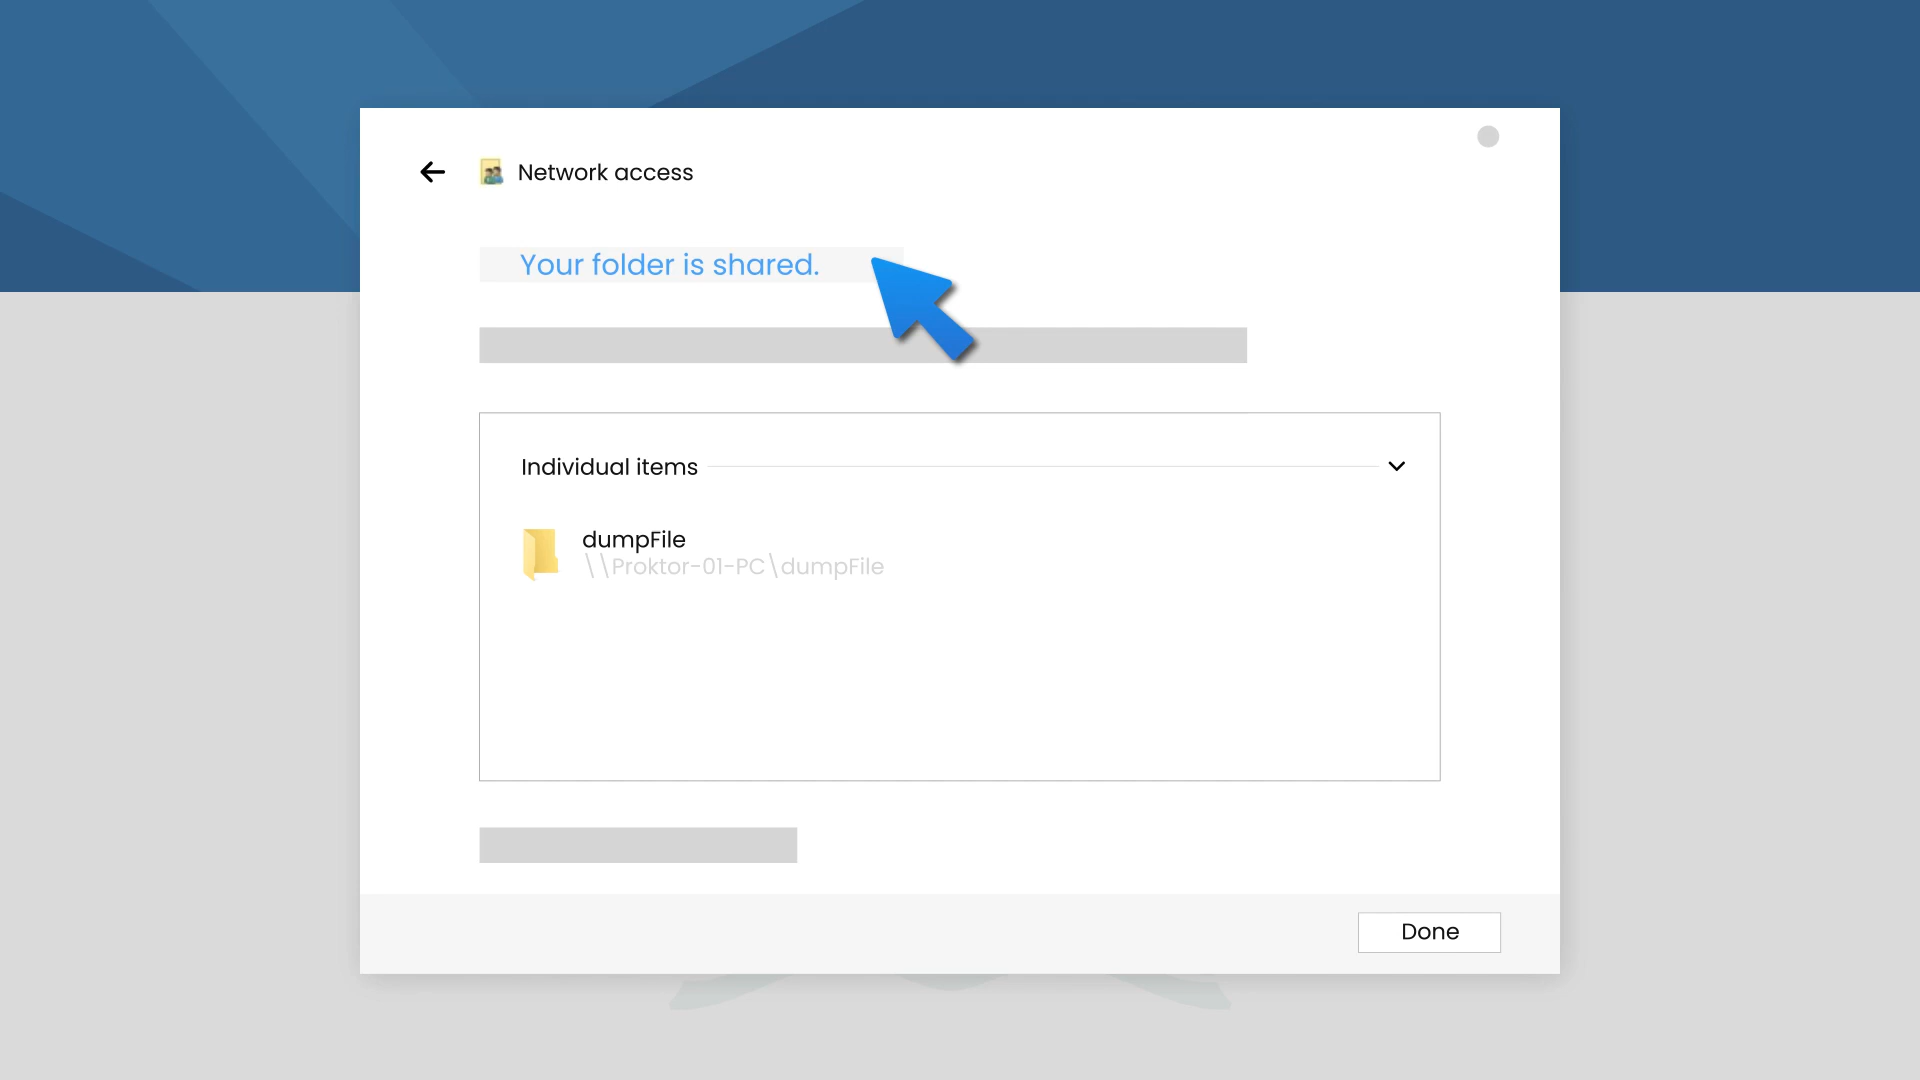 Network access
Your folder is shared.
Individual items
dumpFile
\\Proktor-01-PC\dumpFile
Done